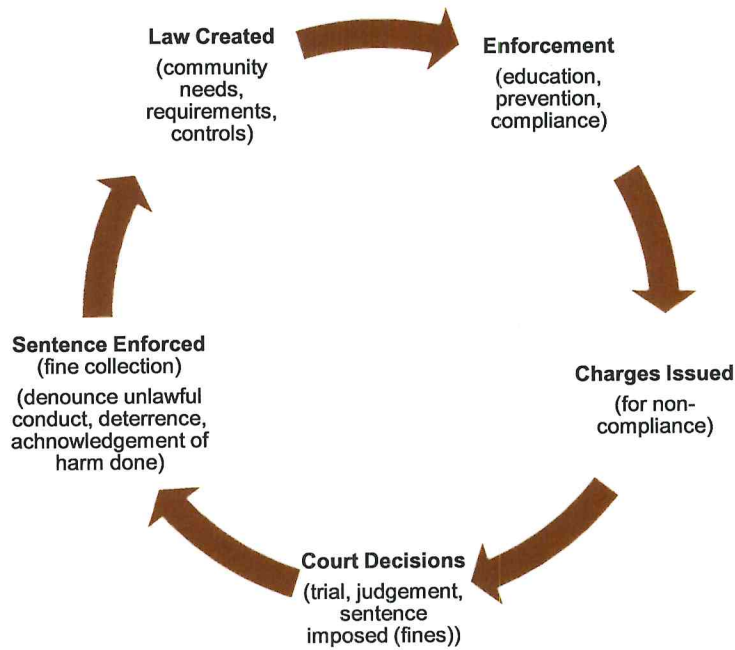 Law Created
(community
needs,
requirements,
controls)
Enforcement
(education,
prevention,
compliance)
Charges Issued
(for non-
compliance)
Court Decisions
(trial, judgement,
sentence
imposed (fines))
Sentence Enforced
(fine collection)
(denounce unlawful
conduct, deterrence,
achnowledgement of
harm done)